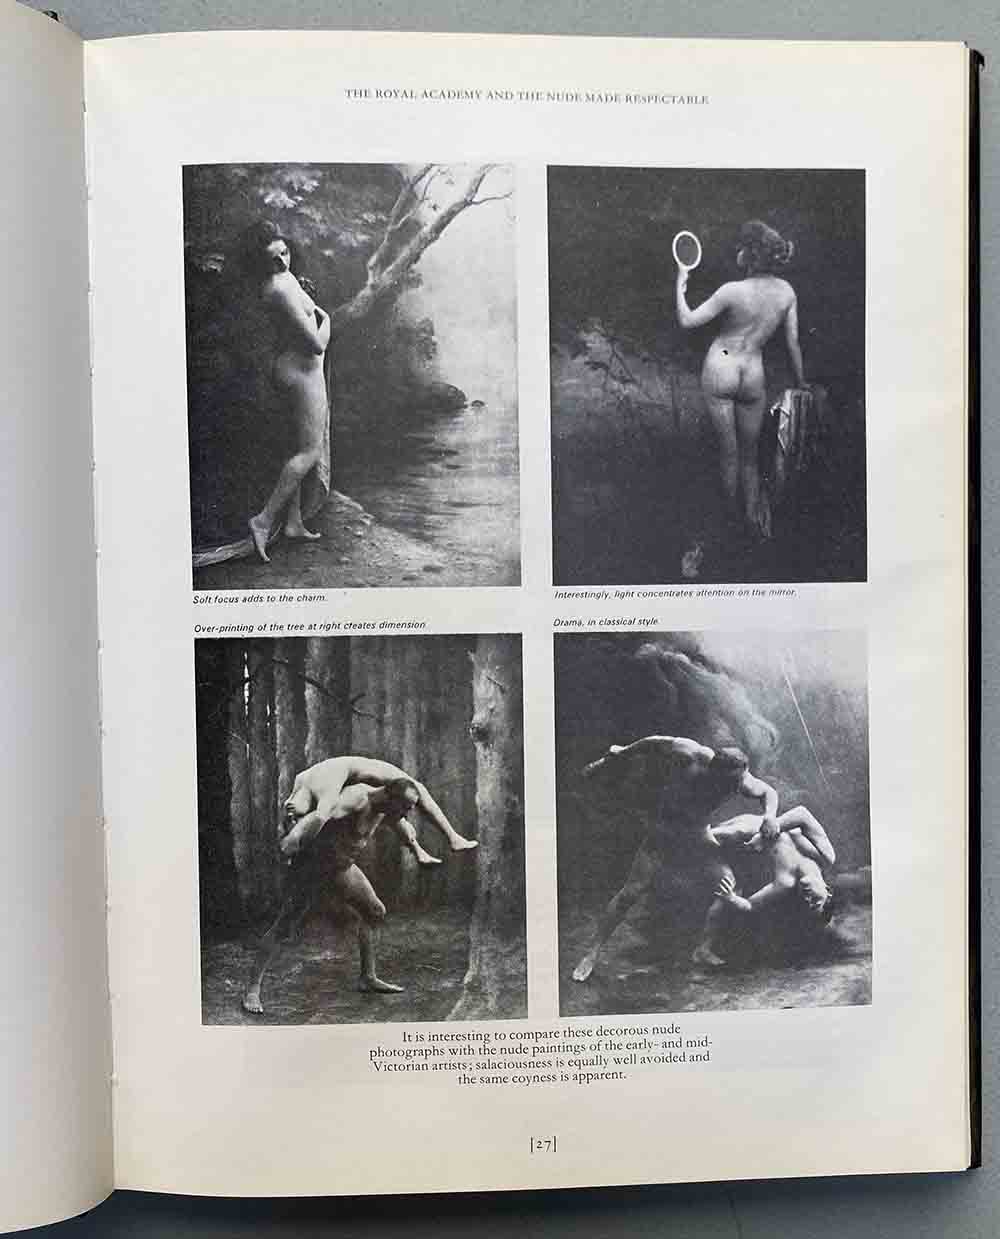 THE ROYAL ACADEMY AND THE NUDE MADE RESPECTABLE
Soft focus adds to the charm.
Interestingly, light concentrates attention on the mirror.
Over-printing of the tree at right creates dimension.
Drama, in classical style.
It is interesting to compare these decorous nude
photographs with the nude paintings of the early- and mid-
Victorian artists; salaciousness is equally well avoided and
the same coyness is apparent.
[27]